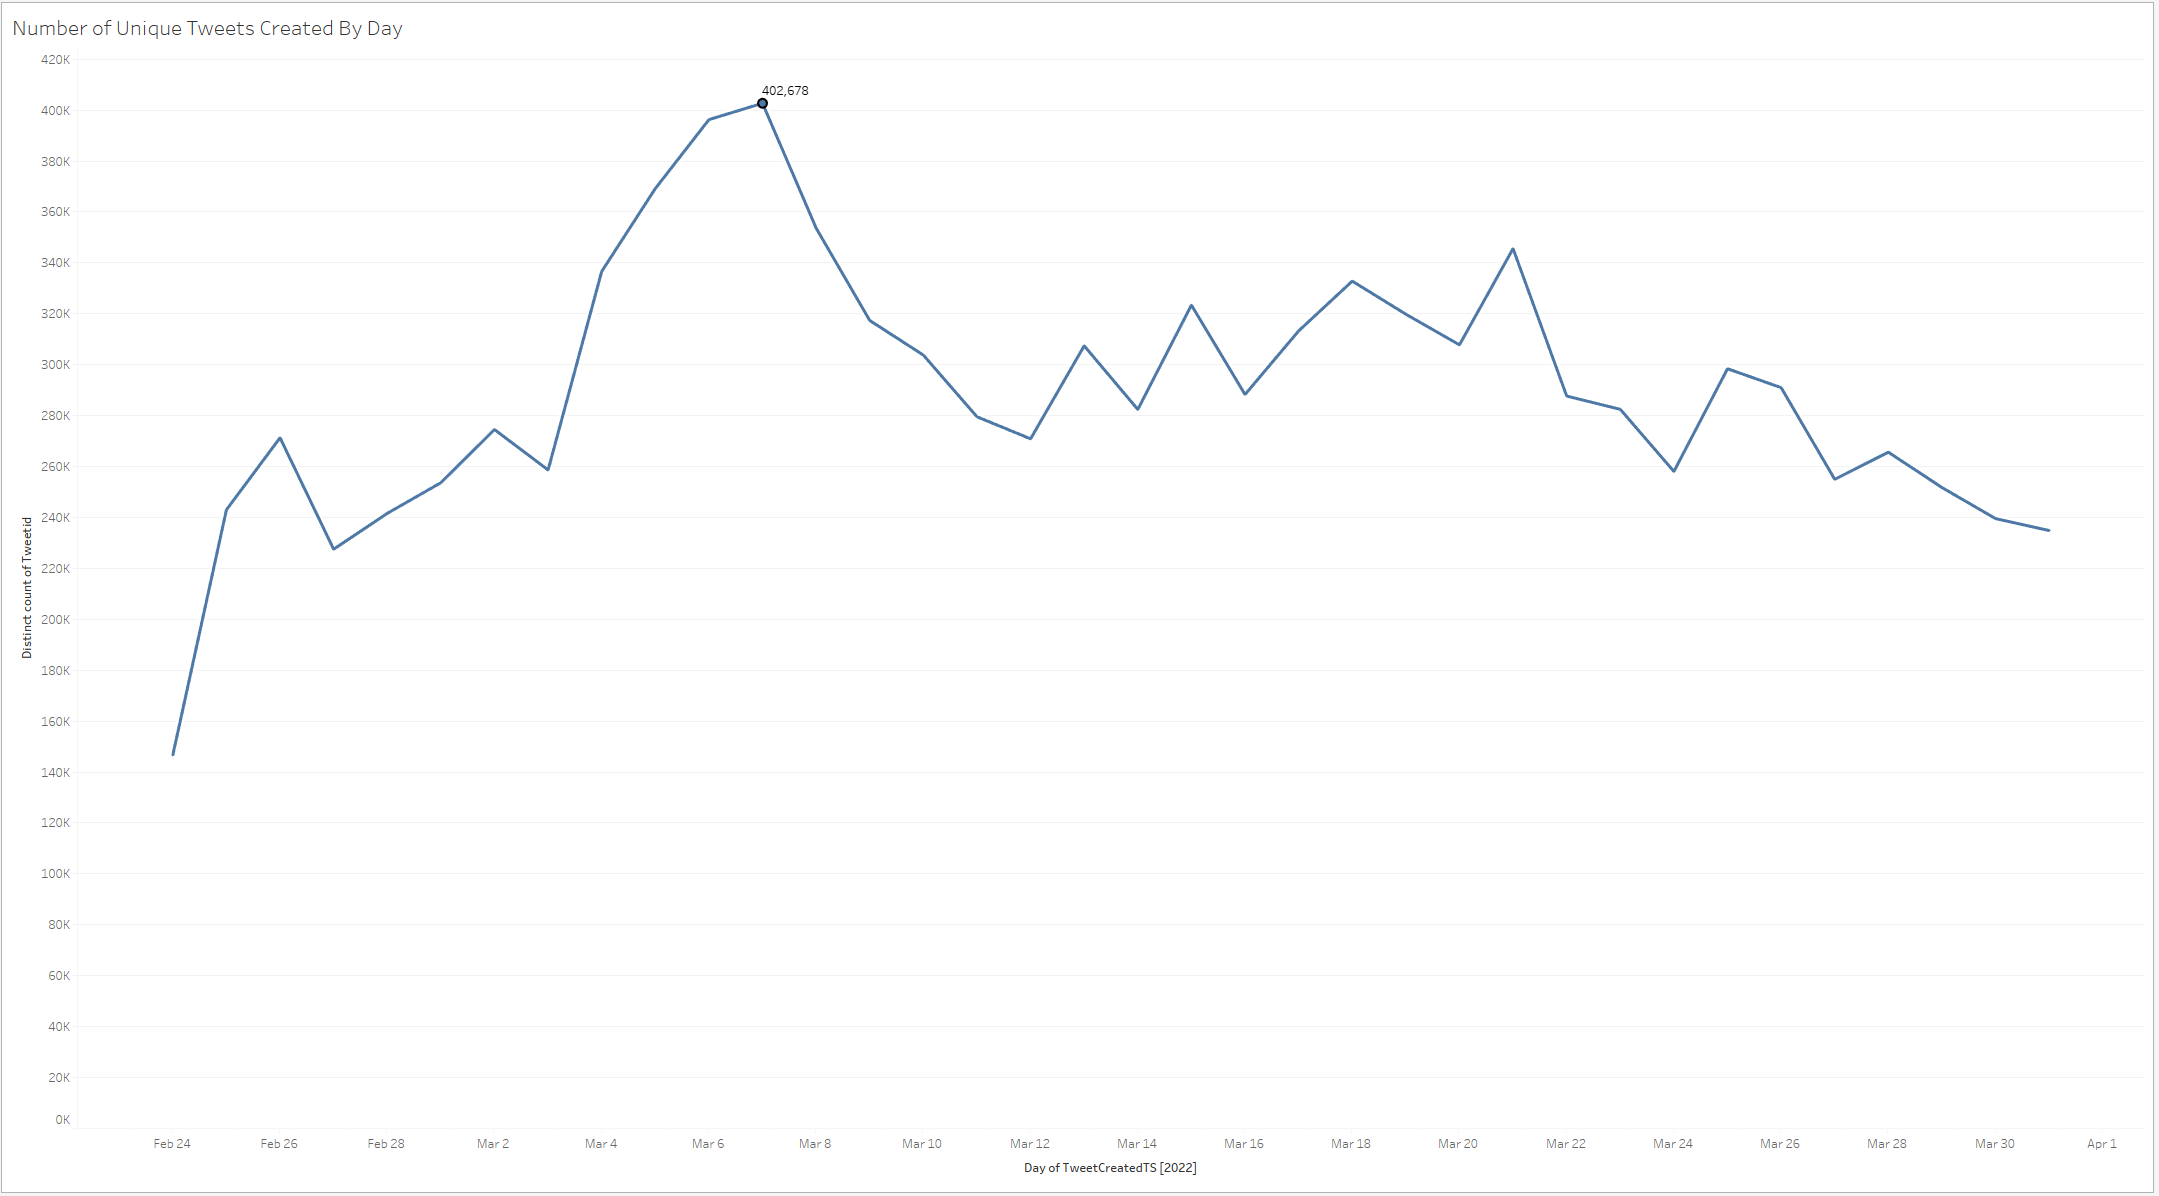 Number of Unique Tweets Created By Day
420K
402,678
400K
380K
360K
340K
320K
300K
280K
260K
240K
220K
200K
180K
160K
140K
120K
100K
80K
60K
40K
20K
0K
Distinct count of Tweetid
Feb 24 Feb 26 Feb 28 Mar 2 Mar 4 Mar 6 Mar 8 Mar 10 Mar 12 Mar 14 Mar 16 Mar 18 Mar 20 Mar 22 Mar 24 Mar 26 Mar 28 Mar 30 Apr 1
Day of TweetCreatedTS [2022]